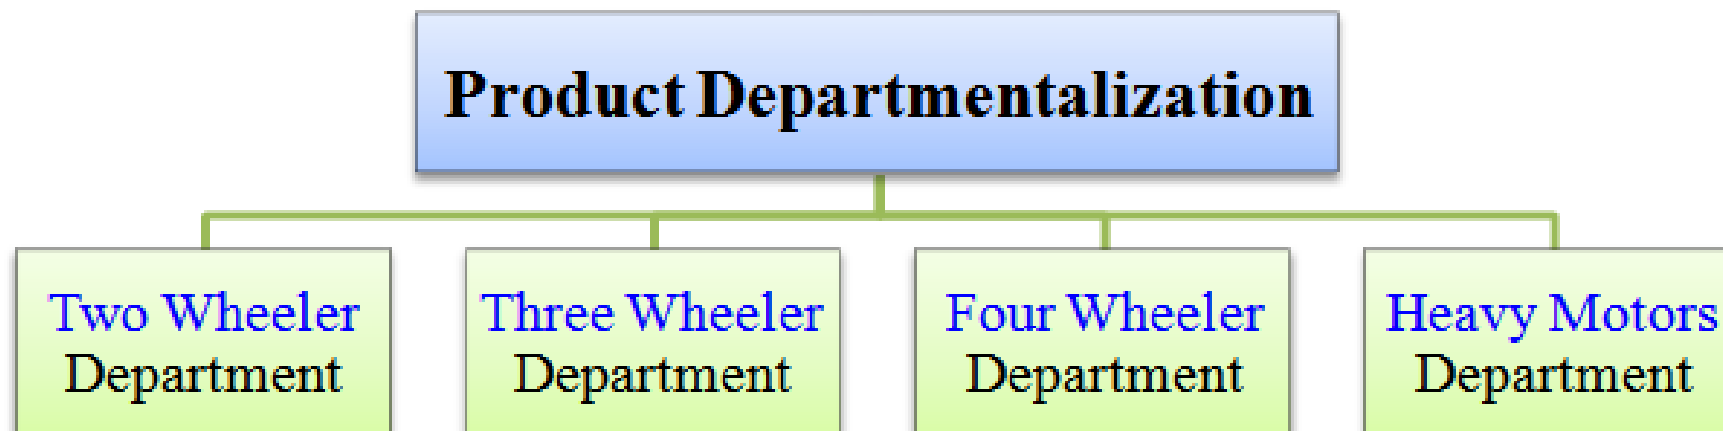 Product Departmentalization
Two Wheeler
Department
Three Wheeler
Department
Four Wheeler
Department
Heavy Motors
Department